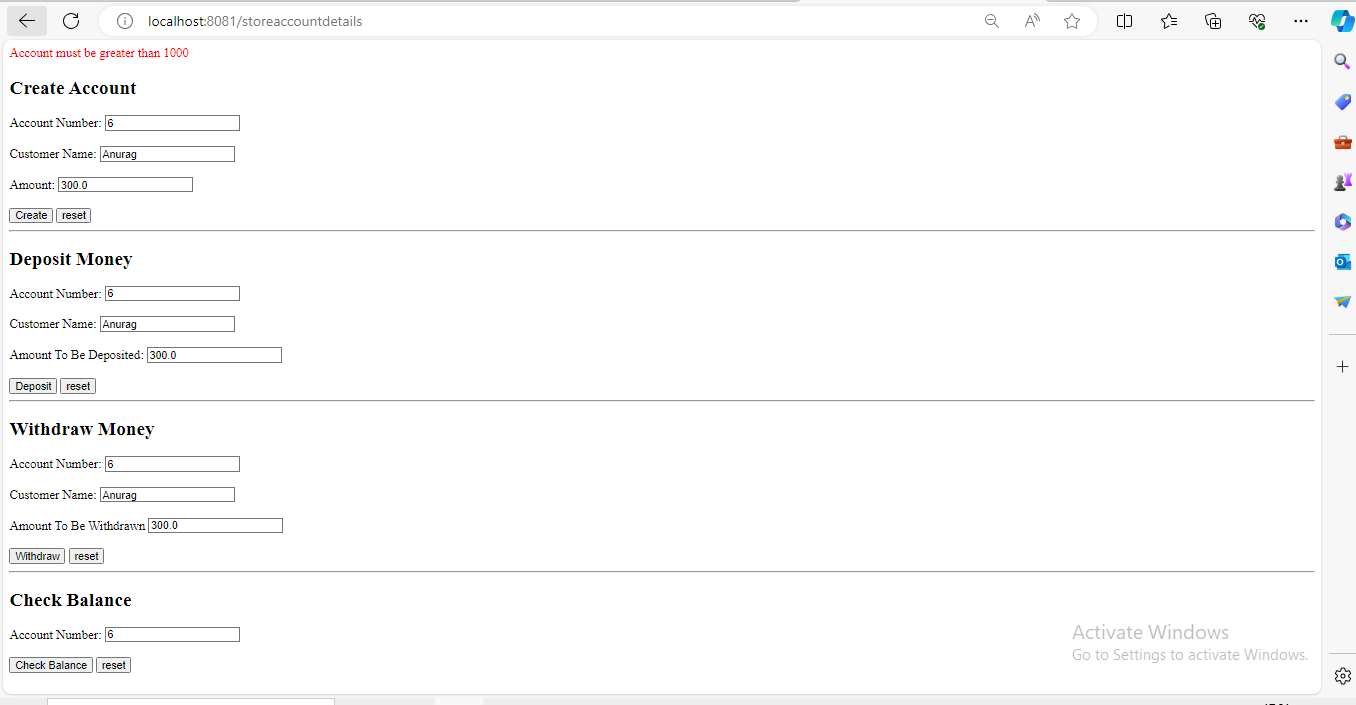 localhost:8081/storeaccountdetails
Account must be greater than 1000
Create Account
Account Number: 6
Customer Name: Anurag
Amount: 300.0
Create reset
Deposit Money
Account Number: 6
Customer Name: Anurag
Amount To Be Deposited: 300.0
Deposit reset
Withdraw Money
Account Number: 6
Customer Name: Anurag
Amount To Be Withdrawn 300.0
Withdraw reset
Check Balance
Account Number: 6
Check Balance reset
Activate Windows
Go to Settings to activate Windows.